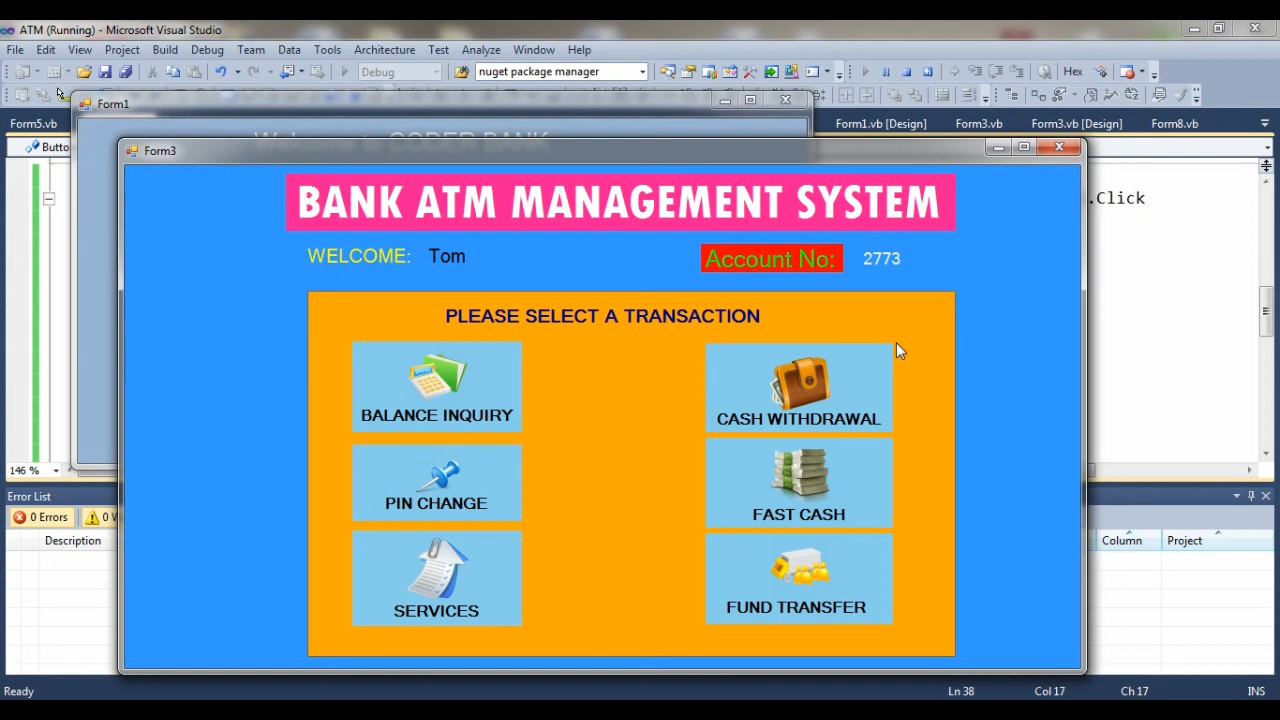 ATM (Running) - Microsoft Visual Studio
File Edit View Project Build Debug Team Data Tools Architecture Test Analyze Window Help
Debug nuget package manager Hex
Form5.vb Form1.vb [Design] Form3.vb Form3.vb [Design] Form8.vb
Form1
Butto
CODER BANK
Form3
.Click
BANK ATM MANAGEMENT SYSTEM
WELCOME: Tom Account No: 2773
PLEASE SELECT A TRANSACTION
BALANCE INQUIRY CASH WITHDRAWAL
PIN CHANGE FAST CASH
SERVICES FUND TRANSFER
146 %
Error List
0 Errors 0
Description Column Project
Ready Ln 38 Col 17 Ch 17 INS